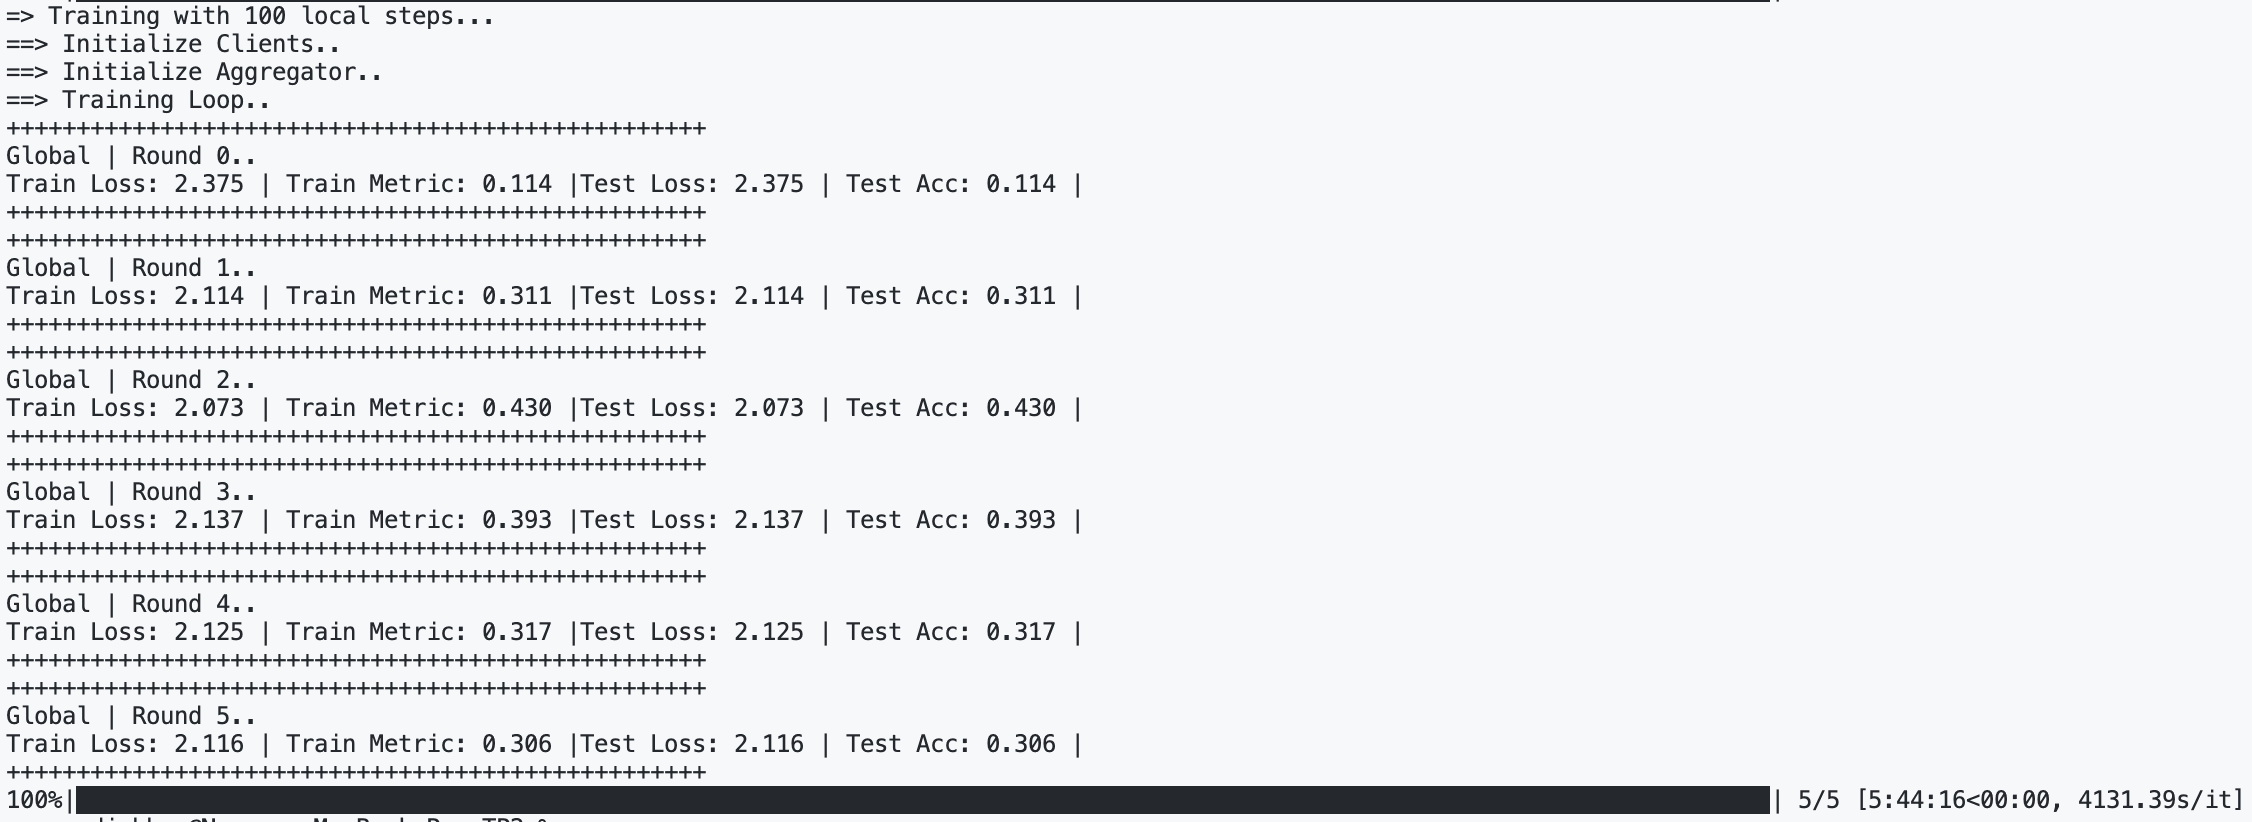 => Training with 100 local steps...
==> Initialize Clients..
==> Initialize Aggregator..
==> Training Loop..
++++++++++++++++++++++++++++++++++++++++++++++++++
Global | Round 0..
Train Loss: 2.375 | Train Metric: 0.114 |Test Loss: 2.375 | Test Acc: 0.114 |
++++++++++++++++++++++++++++++++++++++++++++++++++
++++++++++++++++++++++++++++++++++++++++++++++++++
Global | Round 1..
Train Loss: 2.114 | Train Metric: 0.311 |Test Loss: 2.114 | Test Acc: 0.311 |
++++++++++++++++++++++++++++++++++++++++++++++++++
++++++++++++++++++++++++++++++++++++++++++++++++++
Global | Round 2..
Train Loss: 2.073 | Train Metric: 0.430 |Test Loss: 2.073 | Test Acc: 0.430 |
++++++++++++++++++++++++++++++++++++++++++++++++++
++++++++++++++++++++++++++++++++++++++++++++++++++
Global | Round 3..
Train Loss: 2.137 | Train Metric: 0.393 |Test Loss: 2.137 | Test Acc: 0.393 |
++++++++++++++++++++++++++++++++++++++++++++++++++
++++++++++++++++++++++++++++++++++++++++++++++++++
Global | Round 4..
Train Loss: 2.125 | Train Metric: 0.317 |Test Loss: 2.125 | Test Acc: 0.317 |
++++++++++++++++++++++++++++++++++++++++++++++++++
++++++++++++++++++++++++++++++++++++++++++++++++++
Global | Round 5..
Train Loss: 2.116 | Train Metric: 0.306 |Test Loss: 2.116 | Test Acc: 0.306 |
++++++++++++++++++++++++++++++++++++++++++++++++++
100%| | 5/5 [5:44:16<00:00, 4131.39s/it]